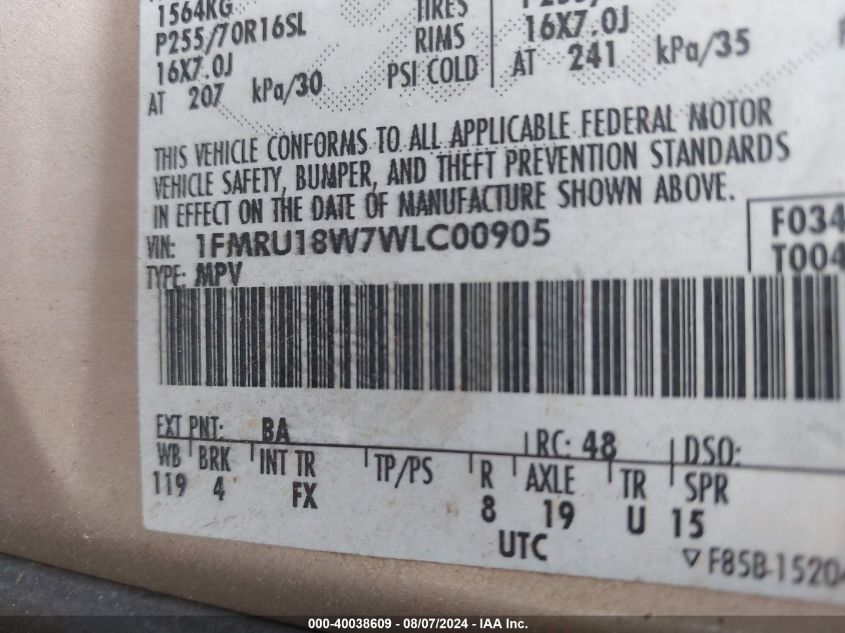 1564KG
P255/70R16SL TIRES
16X7.0J RIMS 16X7.0J
AT 207 kPa/30 PSI COLD AT 241 kPa/35
THIS VEHICLE CONFORMS TO ALL APPLICABLE FEDERAL MOTOR
VEHICLE SAFETY, BUMPER, AND THEFT PREVENTION STANDARDS
IN EFFECT ON THE DATE OF MANUFACTURE SHOWN ABOVE.
VIN: 1FMRU18W7WLC00905 F034
TYPE: MPV T004
EXT PNT: BA RC: 48 DSO:
WB BRK INT TR TP/PS R AXLE TR SPR
119 4 FX 8 19 U 15
UTC
F85B-1520
000-40038609 - 08/07/2024 - IAA Inc.